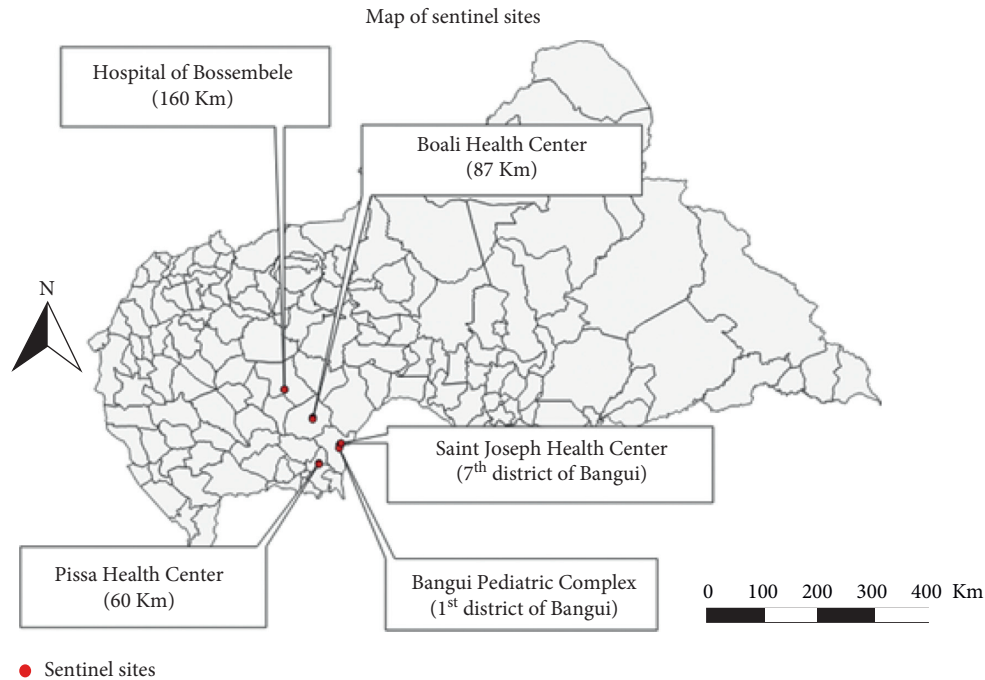 Map of sentinel sites
Hospital of Bossembele
(160 Km)
Boali Health Center
(87 Km)
N
Saint Joseph Health Center
(7th district of Bangui)
Pissa Health Center
(60 Km)
Bangui Pediatric Complex
(1st district of Bangui)
0 100 200 300 400 Km
Sentinel sites